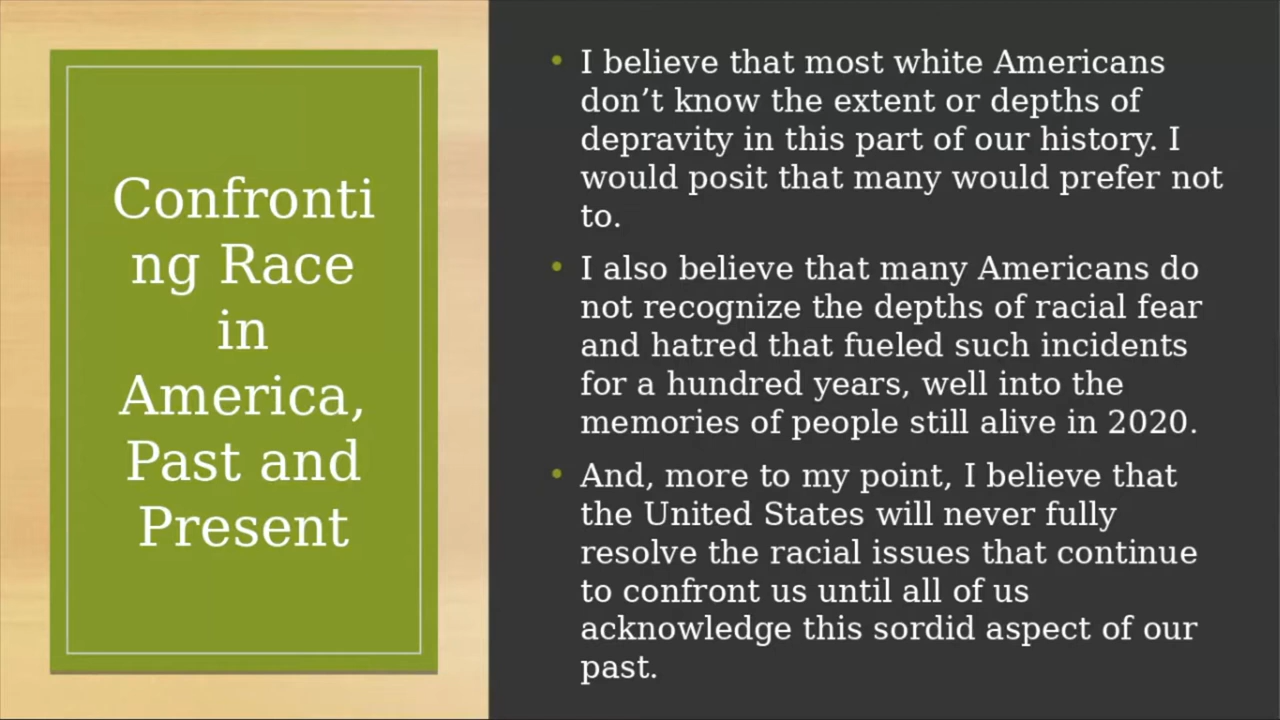 Confronti
ng Race
in
America,
Past and
Present
• I believe that most white Americans
don’t know the extent or depths of
depravity in this part of our history. I
would posit that many would prefer not
to.
• I also believe that many Americans do
not recognize the depths of racial fear
and hatred that fueled such incidents
for a hundred years, well into the
memories of people still alive in 2020.
• And, more to my point, I believe that
the United States will never fully
resolve the racial issues that continue
to confront us until all of us
acknowledge this sordid aspect of our
past.